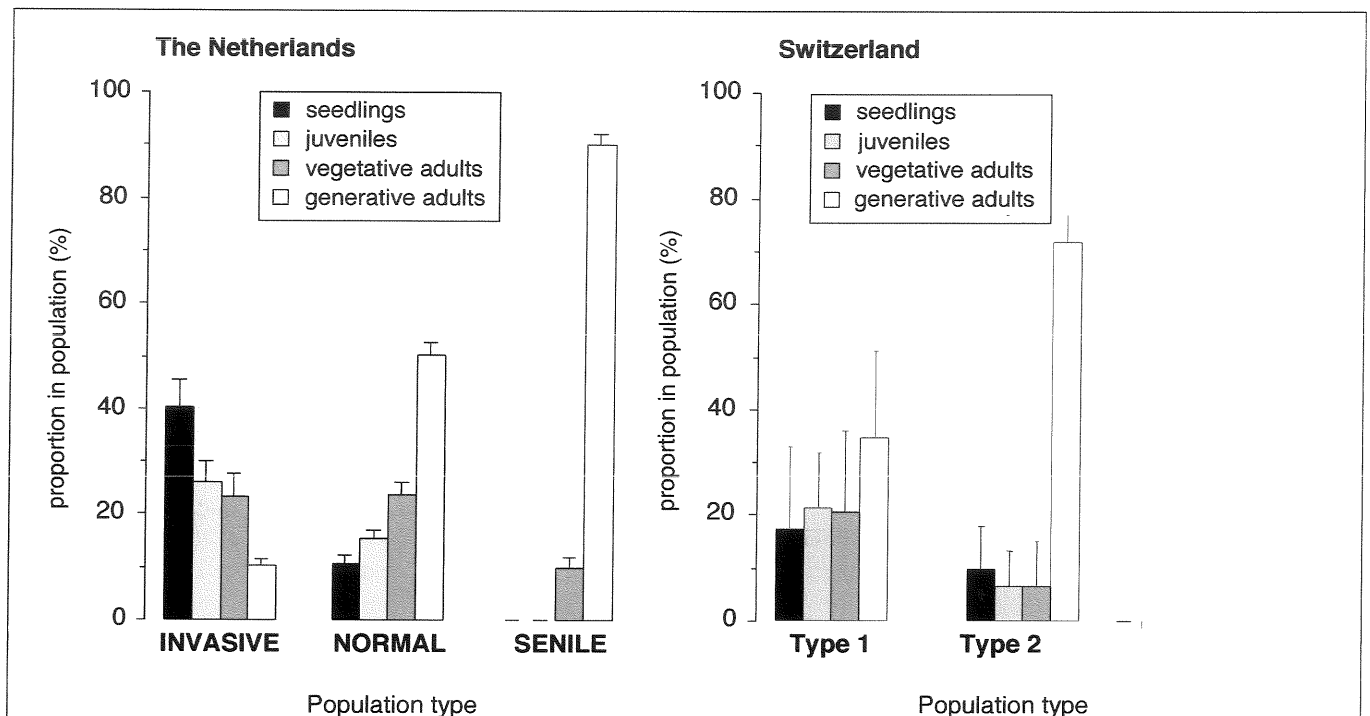 The Netherlands
100
80
60
40
20
0
proportion in population (%)
seedlings
juveniles
vegetative adults
generative adults
INVASIVE NORMAL SENILE
Population type
Switzerland
100
80
60
40
20
0
proportion in population (%)
seedlings
juveniles
vegetative adults
generative adults
Type 1 Type 2
Population type